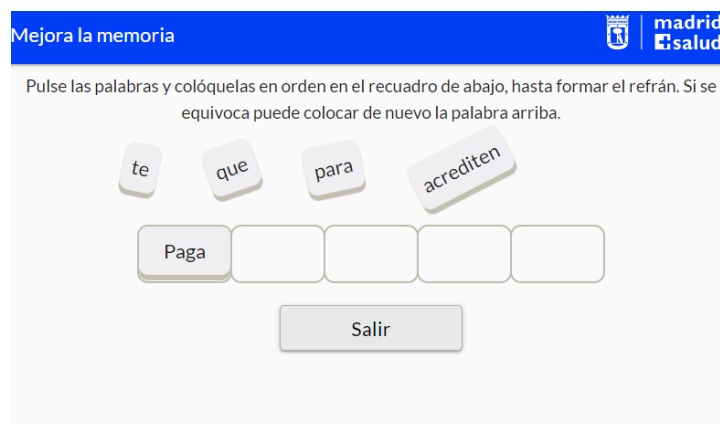 Mejora la memoria
madrid
salud
Pulse las palabras y colóquelas en orden en el recuadro de abajo, hasta formar el refrán. Si se
equivoca puede colocar de nuevo la palabra arriba.
te que para acrediten
Paga
Salir